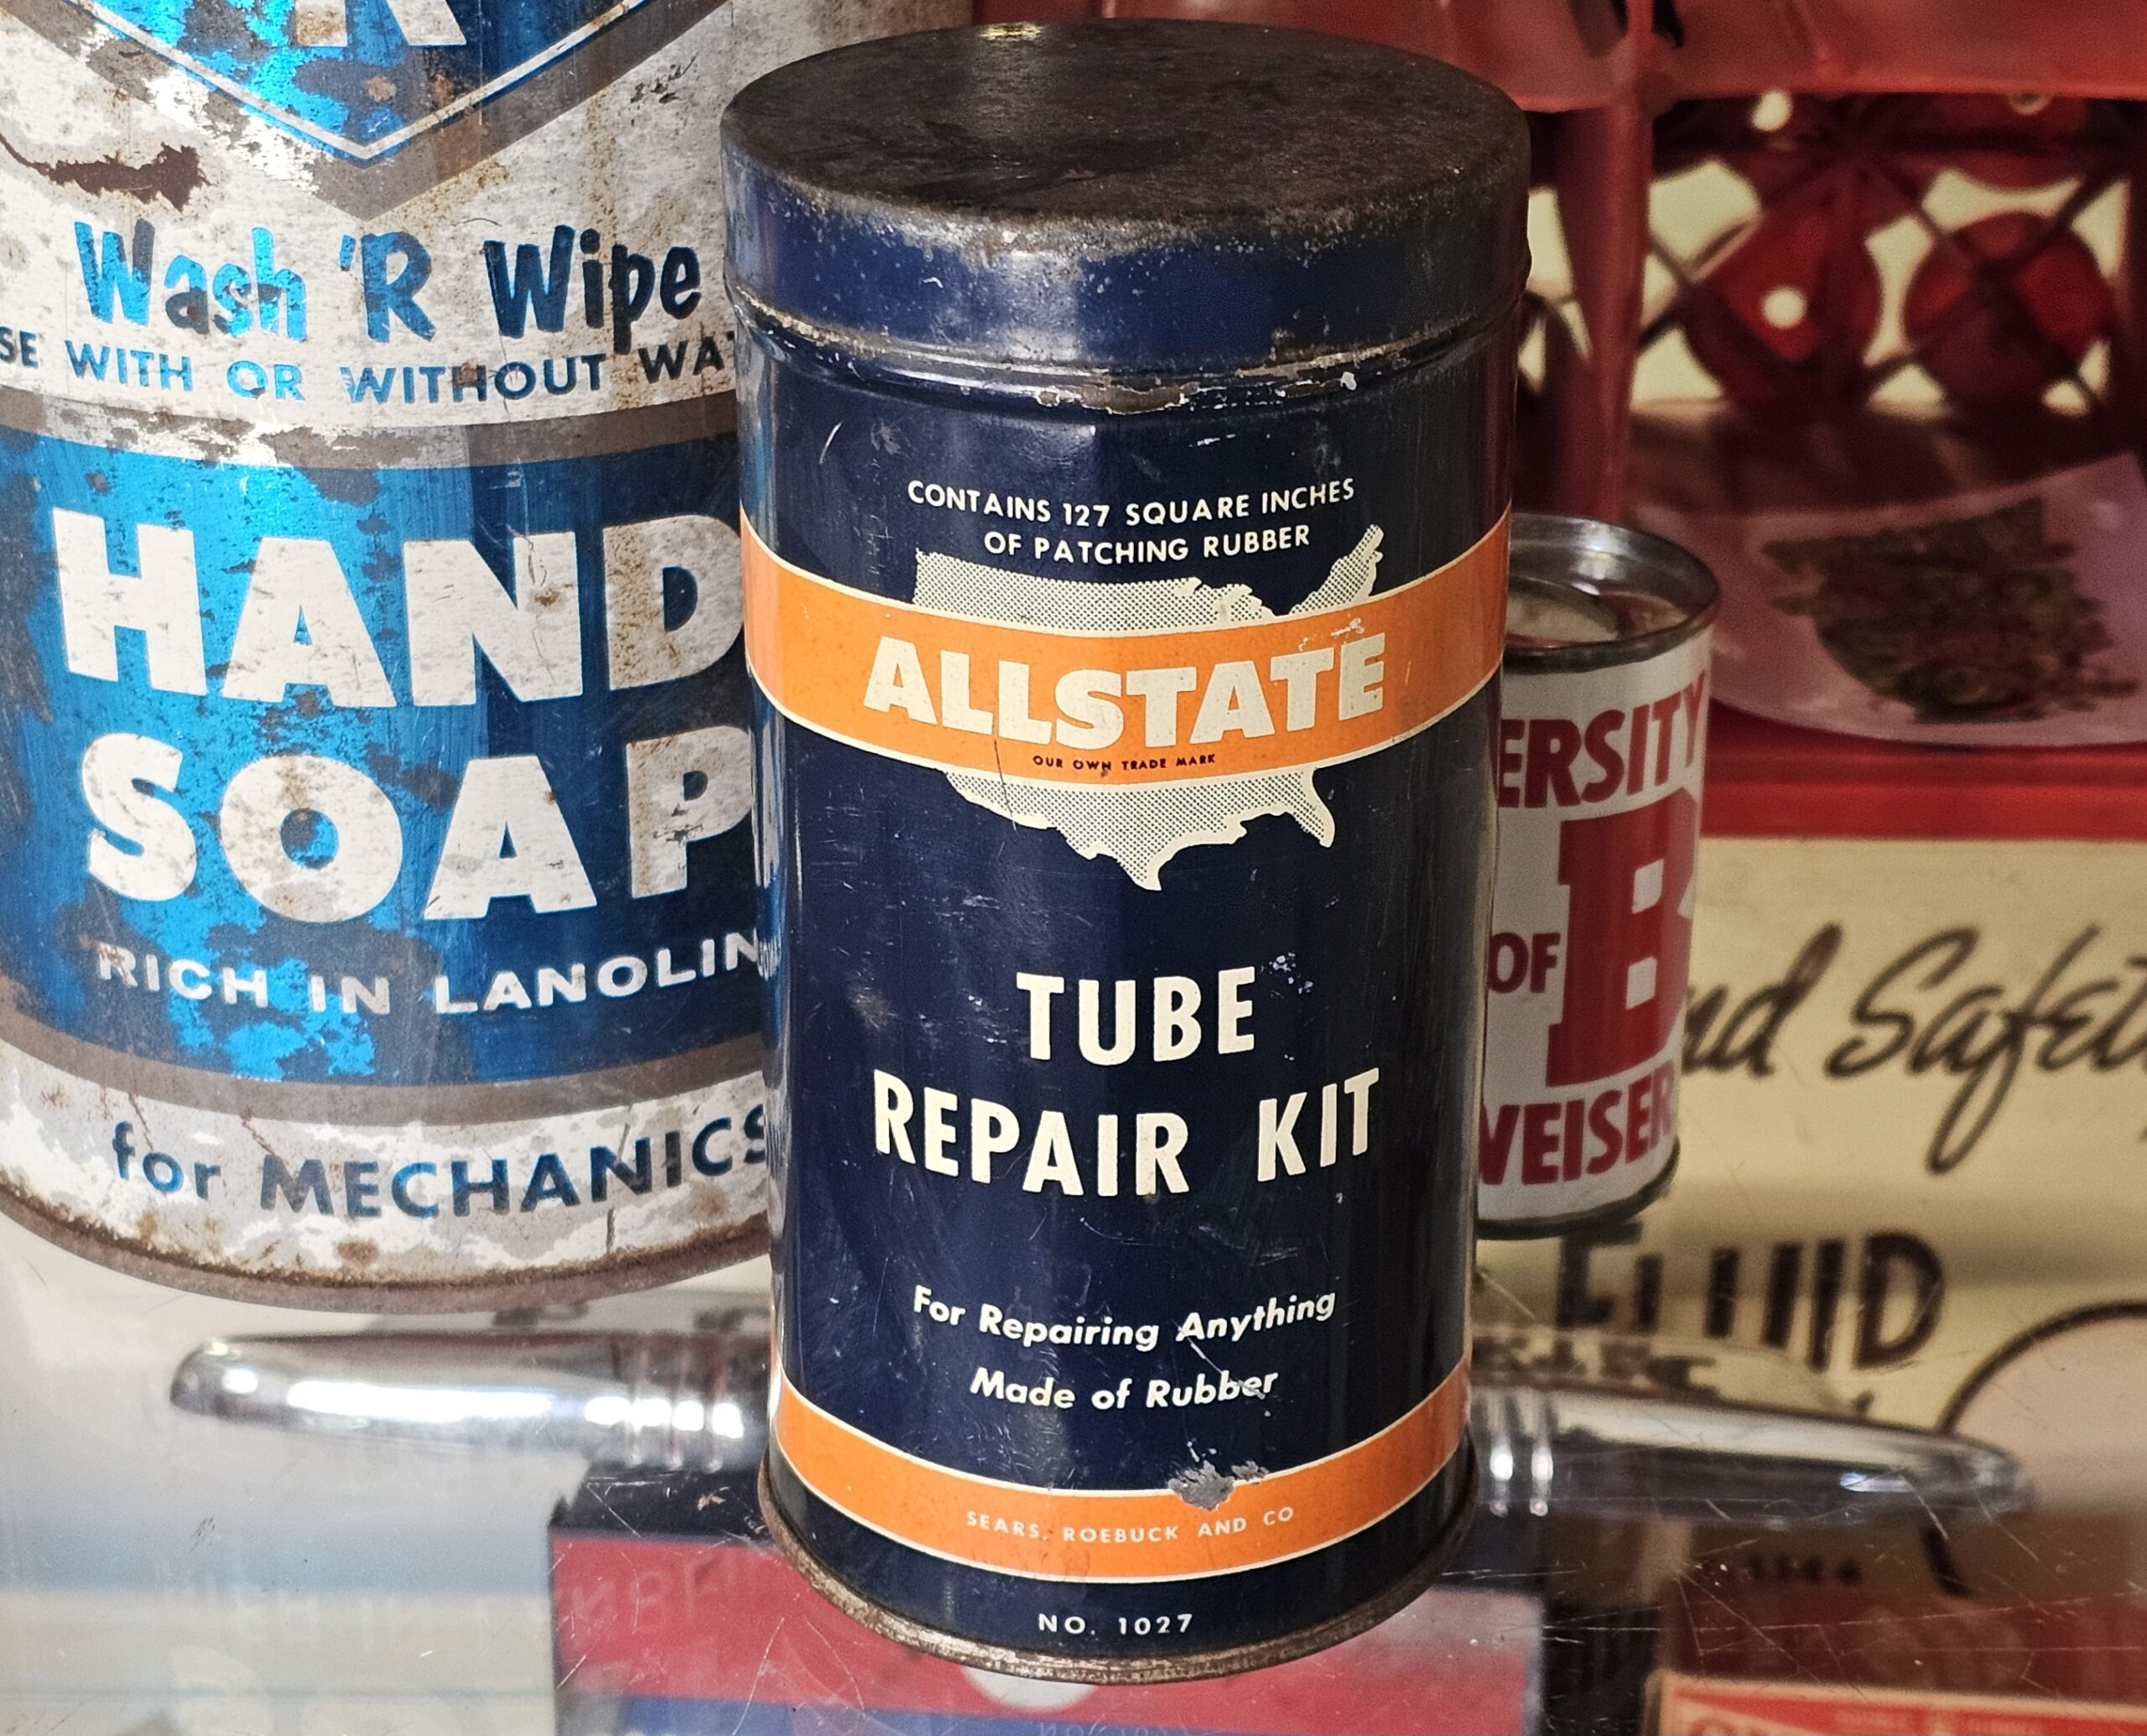 Wash 'R Wipe
WITH OR WITHOUT
HAND
SOAP
RICH IN LANOLIN
for MECHANICS
CONTAINS 127 SQUARE INCHES
OF PATCHING RUBBER
ALLSTATE
OUR OWN TRADE MARK
TUBE
REPAIR KIT
For Repairing Anything
Made of Rubber
SEARS, ROEBUCK AND CO
NO. 1027
OF
B
FLUID